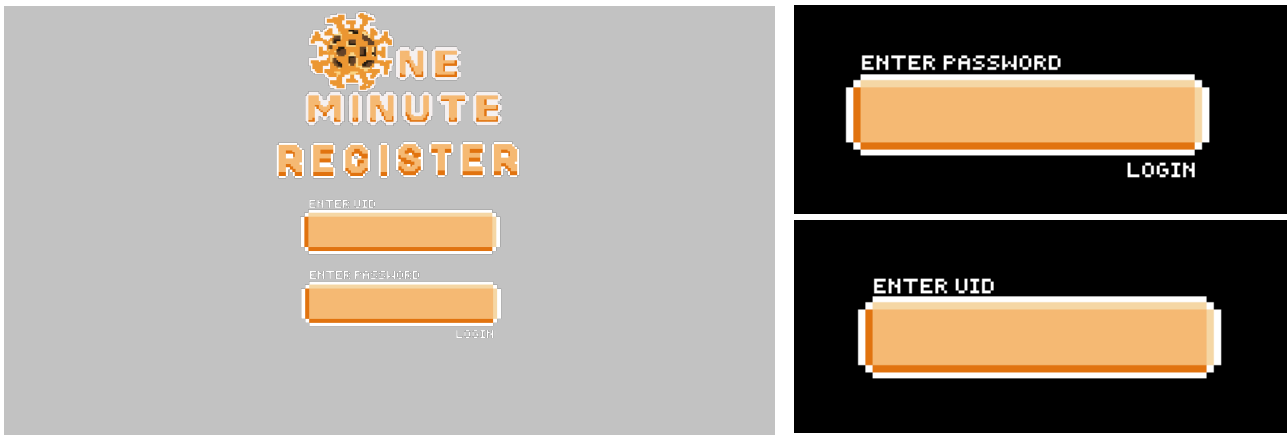 ONE
MINUTE
REGISTER
ENTER UID
ENTER PASSWORD
LOGIN
ENTER PASSWORD
LOGIN
ENTER UID